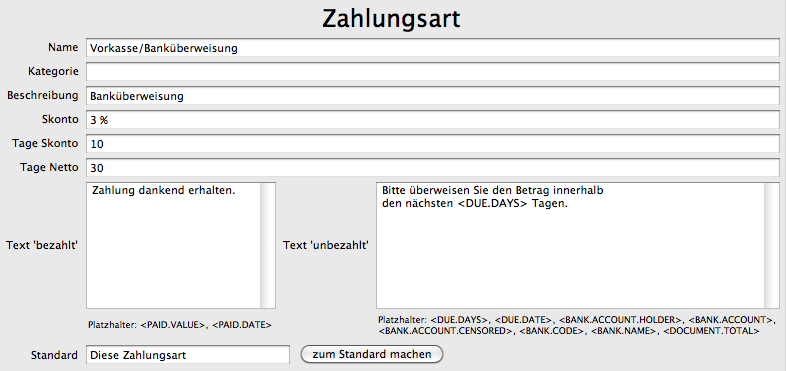 Zahlungsart
Name Vorkasse/Banküberweisung
Kategorie
Beschreibung Banküberweisung
Skonto 3 %
Tage Skonto 10
Tage Netto 30
Text 'bezahlt' Zahlung dankend erhalten.
Platzhalter: <PAID.VALUE>, <PAID.DATE>
Text 'unbezahlt' Bitte überweisen Sie den Betrag innerhalb
den nächsten <DUE.DAYS> Tagen.
Platzhalter: <DUE.DAYS>, <DUE.DATE>, <BANK.ACCOUNT.HOLDER>, <BANK.ACCOUNT>,
<BANK.ACCOUNT.CENSORED>, <BANK.CODE>, <BANK.NAME>, <DOCUMENT.TOTAL>
Standard Diese Zahlungsart zum Standard machen